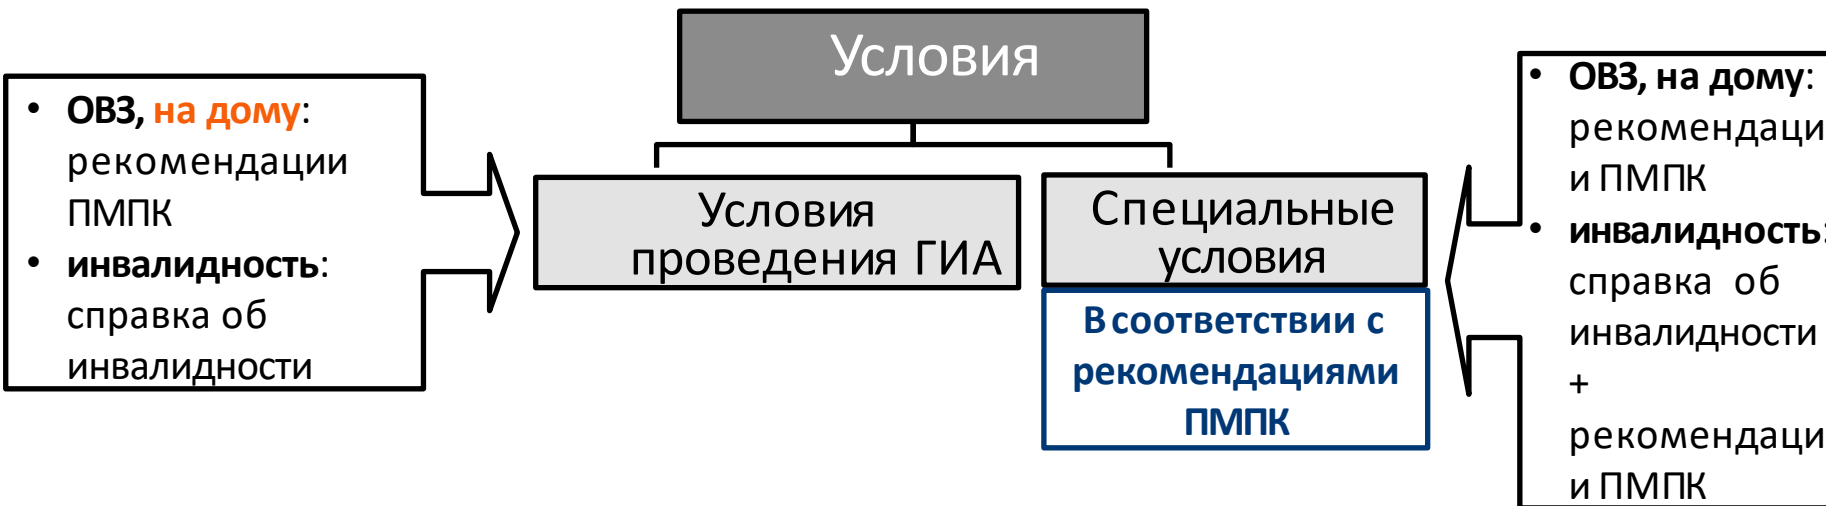 Условия
• ОВЗ, на дому:
рекомендации
ПМПК
• инвалидность:
справка об
инвалидности
Условия
проведения ГИА
Специальные
условия
В соответствии с
рекомендациями
ПМПК
• ОВЗ, на дому:
рекомендаци
и ПМПК
• инвалидность:
справка об
инвалидности
+
рекомендаци
и ПМПК